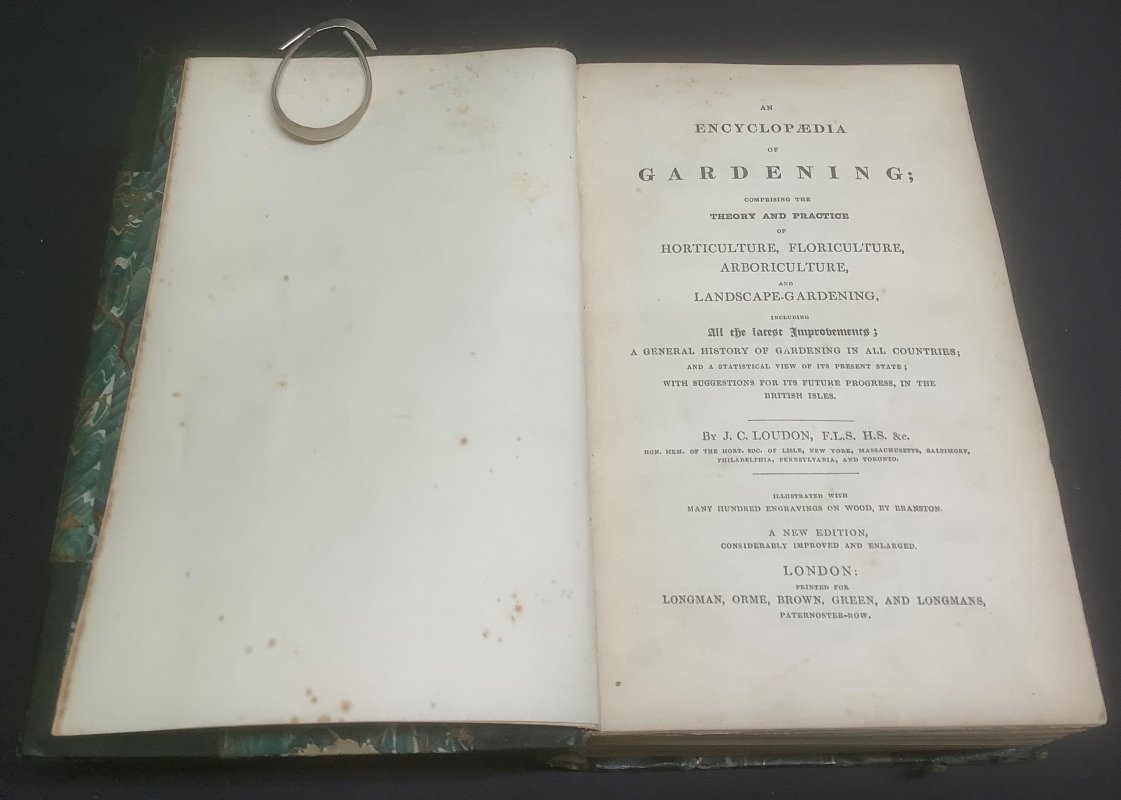 AN
ENCYCLOPÆDIA
OF
GARDENING;
COMPRISING THE
THEORY AND PRACTICE
OF
HORTICULTURE, FLORICULTURE,
ARBORICULTURE,
AND
LANDSCAPE-GARDENING,
INCLUDING
All the latest Improvements;
A GENERAL HISTORY OF GARDENING IN ALL COUNTRIES;
AND A STATISTICAL VIEW OF ITS PRESENT STATE;
WITH SUGGESTIONS FOR ITS FUTURE PROGRESS, IN THE
BRITISH ISLES.
By J. C. LOUDON, F.L.S. H.S. &c.
HON. MEM. OF THE HORT. SOC. OF LISLE, NEW YORK, MASSACHUSETTS, BALTIMORE,
PHILADELPHIA, PENNSYLVANIA, AND TORONTO.
ILLUSTRATED WITH
MANY HUNDRED ENGRAVINGS ON WOOD, BY BRANSTON.
A NEW EDITION,
CONSIDERABLY IMPROVED AND ENLARGED.
LONDON:
PRINTED FOR
LONGMAN, ORME, BROWN, GREEN, AND LONGMANS,
PATERNOSTER-ROW.